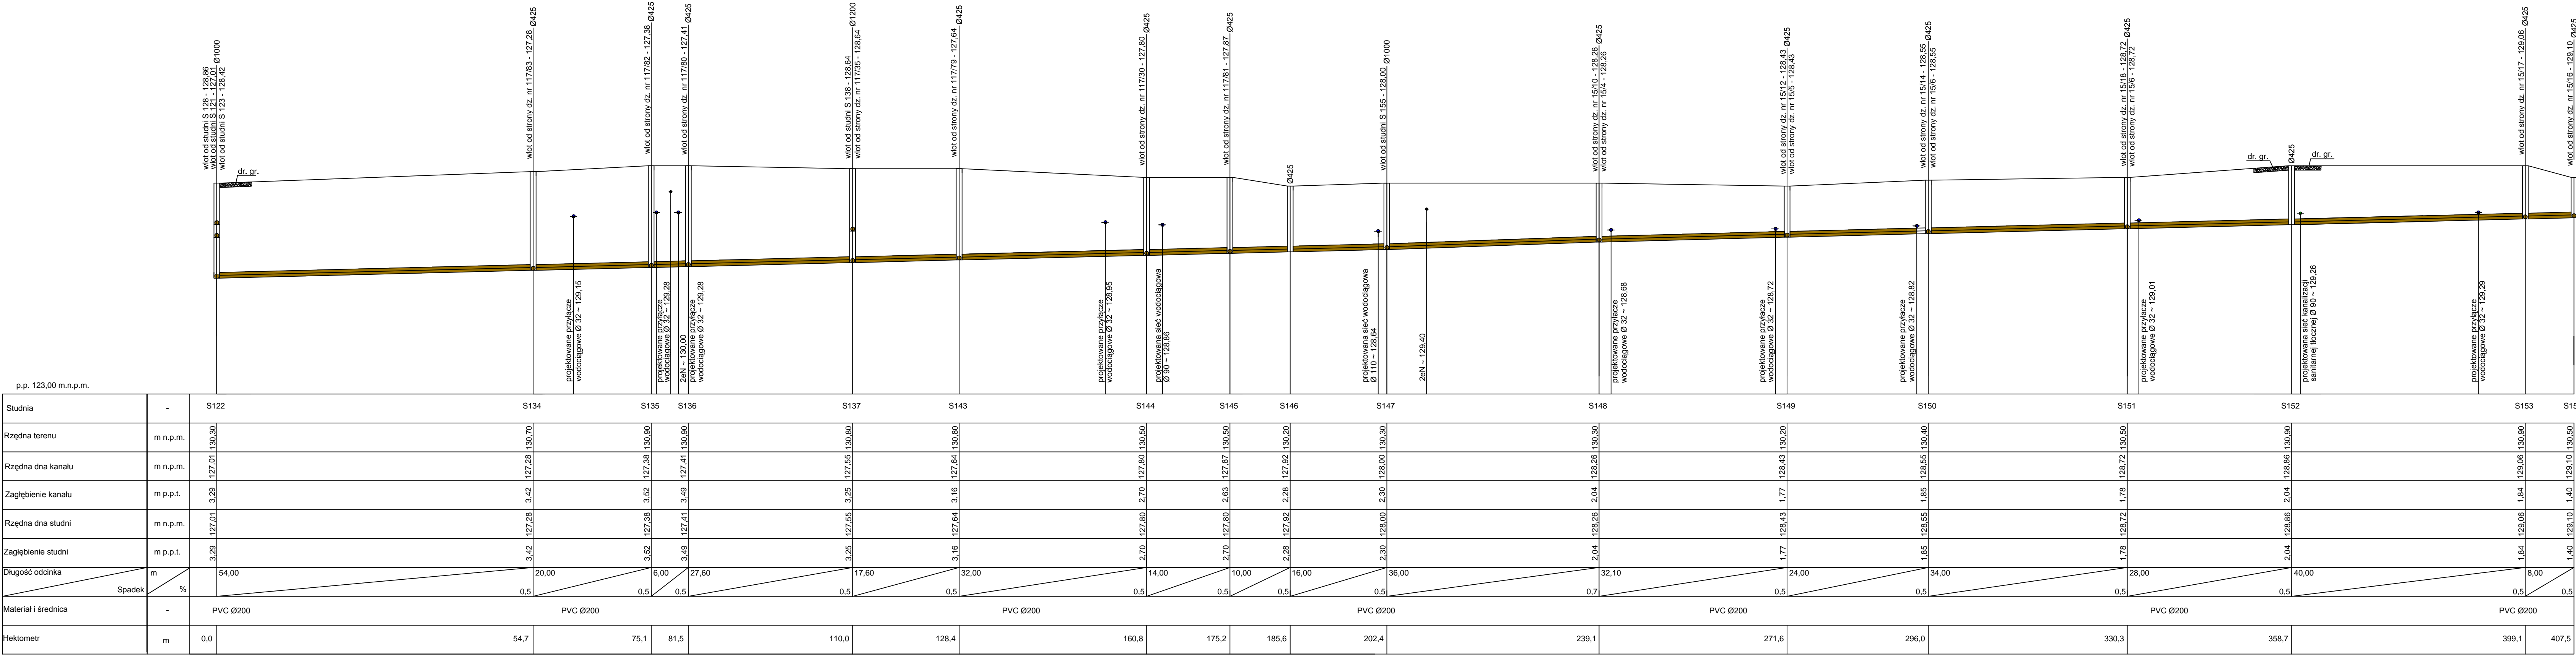 włot od studni S 128 - 128,86
włot od studni S 121 - 127,01 Ø1000
włot od studni S 123 - 128,42
włot od strony dz. nr 117/83 - 127,28 Ø425
włot od strony dz. nr 117/82 - 127,38 Ø425
włot od strony dz. nr 117/80 - 127,41 Ø425
włot od studni S 138 - 128,64 Ø1200
włot od strony dz. nr 117/35 - 128,64
włot od strony dz. nr 117/79 - 127,64 Ø425
włot od strony dz. nr 117/30 - 127,80 Ø425
włot od strony dz. nr 117/81 - 127,87 Ø425
Ø425
włot od studni S 155 - 128,00 Ø1000
włot od strony dz. nr 15/10 - 128,26 Ø425
włot od strony dz. nr 15/4 - 128,26
włot od strony dz. nr 15/12 - 128,43 Ø425
włot od strony dz. nr 15/5 - 128,43
włot od strony dz. nr 15/14 - 128,55 Ø425
włot od strony dz. nr 15/6 - 128,55
włot od strony dz. nr 15/18 - 128,72 Ø425
włot od strony dz. nr 15/6 - 128,72
Ø425
włot od strony dz. nr 15/17 - 129,06 Ø425
włot od strony dz. nr 15/16 - 129,10 Ø425
dr. gr.
dr. gr.
dr. gr.
projektowane przyłącze
wodociągowe Ø 32 ~ 129,15
projektowane przyłącze
wodociągowe Ø 32 ~ 129,28
2eN ~ 130,00
projektowane przyłącze
wodociągowe Ø 32 ~ 129,28
projektowane przyłącze
wodociągowe Ø 32 ~ 128,95
projektowana sieć wodociągowa
Ø 90 ~ 128,86
projektowana sieć wodociągowa
Ø 110 ~ 128,64
2eN ~ 129,40
projektowane przyłącze
wodociągowe Ø 32 ~ 128,68
projektowane przyłącze
wodociągowe Ø 32 ~ 128,72
projektowane przyłącze
wodociągowe Ø 32 ~ 128,82
projektowane przyłącze
wodociągowe Ø 32 ~ 129,01
projektowana sieć kanalizacji
sanitarnej tłocznej Ø 90 ~ 129,26
projektowane przyłącze
wodociągowe Ø 32 ~ 129,29
p.p. 123,00 m.n.p.m.
Studnia - S122 S134 S135 S136 S137 S143 S144 S145 S146 S147 S148 S149 S150 S151 S152 S153
Rzędna terenu m n.p.m. 130,30 130,70 130,90 130,90 130,80 130,80 130,50 130,50 130,20 130,30 130,30 130,20 130,40 130,50 130,90 130,90 130,50
Rzędna dna kanału m n.p.m. 127,01 127,28 127,38 127,41 127,55 127,64 127,80 127,87 127,92 128,00 128,26 128,43 128,55 128,72 128,86 129,06 129,10
Zagłębienie kanału m p.p.t. 3,29 3,42 3,52 3,49 3,25 3,16 2,70 2,63 2,28 2,30 2,04 1,77 1,85 1,78 2,04 1,84 1,40
Rzędna dna studni m n.p.m. 127,01 127,28 127,38 127,41 127,55 127,64 127,80 127,80 127,92 128,00 128,26 128,43 128,55 128,72 128,86 129,06 129,10
Zagłębienie studni m p.p.t. 3,29 3,42 3,52 3,49 3,25 3,16 2,70 2,70 2,28 2,30 2,04 1,77 1,85 1,78 2,04 1,84 1,40
Długość odcinka m 54,00 20,00 6,00 27,60 17,60 32,00 14,00 10,00 16,00 36,00 32,10 24,00 34,00 28,00 40,00 8,00
Spadek % 0,5 0,5 0,5 0,5 0,5 0,5 0,5 0,5 0,5 0,7 0,5 0,5 0,5 0,5 0,5 0,5
Materiał i średnica - PVC Ø200 PVC Ø200 PVC Ø200 PVC Ø200 PVC Ø200 PVC Ø200 PVC Ø200
Hektometr m 0,0 54,7 75,1 81,5 110,0 128,4 160,8 175,2 185,6 202,4 239,1 271,6 296,0 330,3 358,7 399,1 407,5